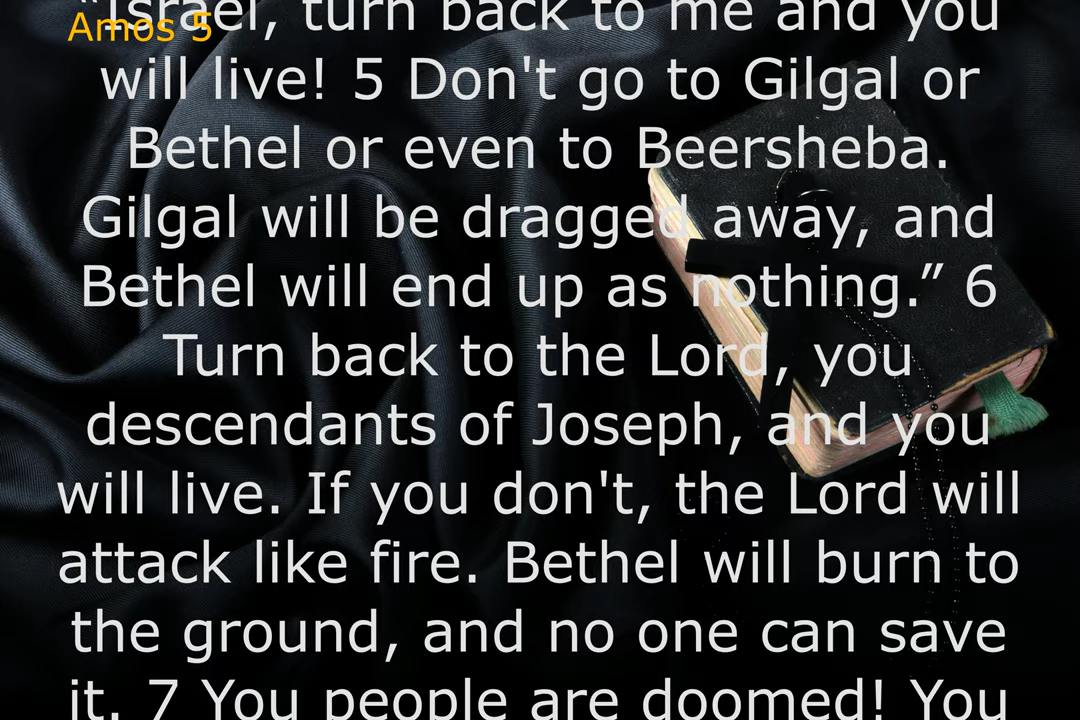 Amos 5
“Israel, turn back to me and you
will live! 5 Don't go to Gilgal or
Bethel or even to Beersheba.
Gilgal will be dragged away, and
Bethel will end up as nothing.” 6
Turn back to the Lord, you
descendants of Joseph, and you
will live. If you don't, the Lord will
attack like fire. Bethel will burn to
the ground, and no one can save
it. 7 You people are doomed! You